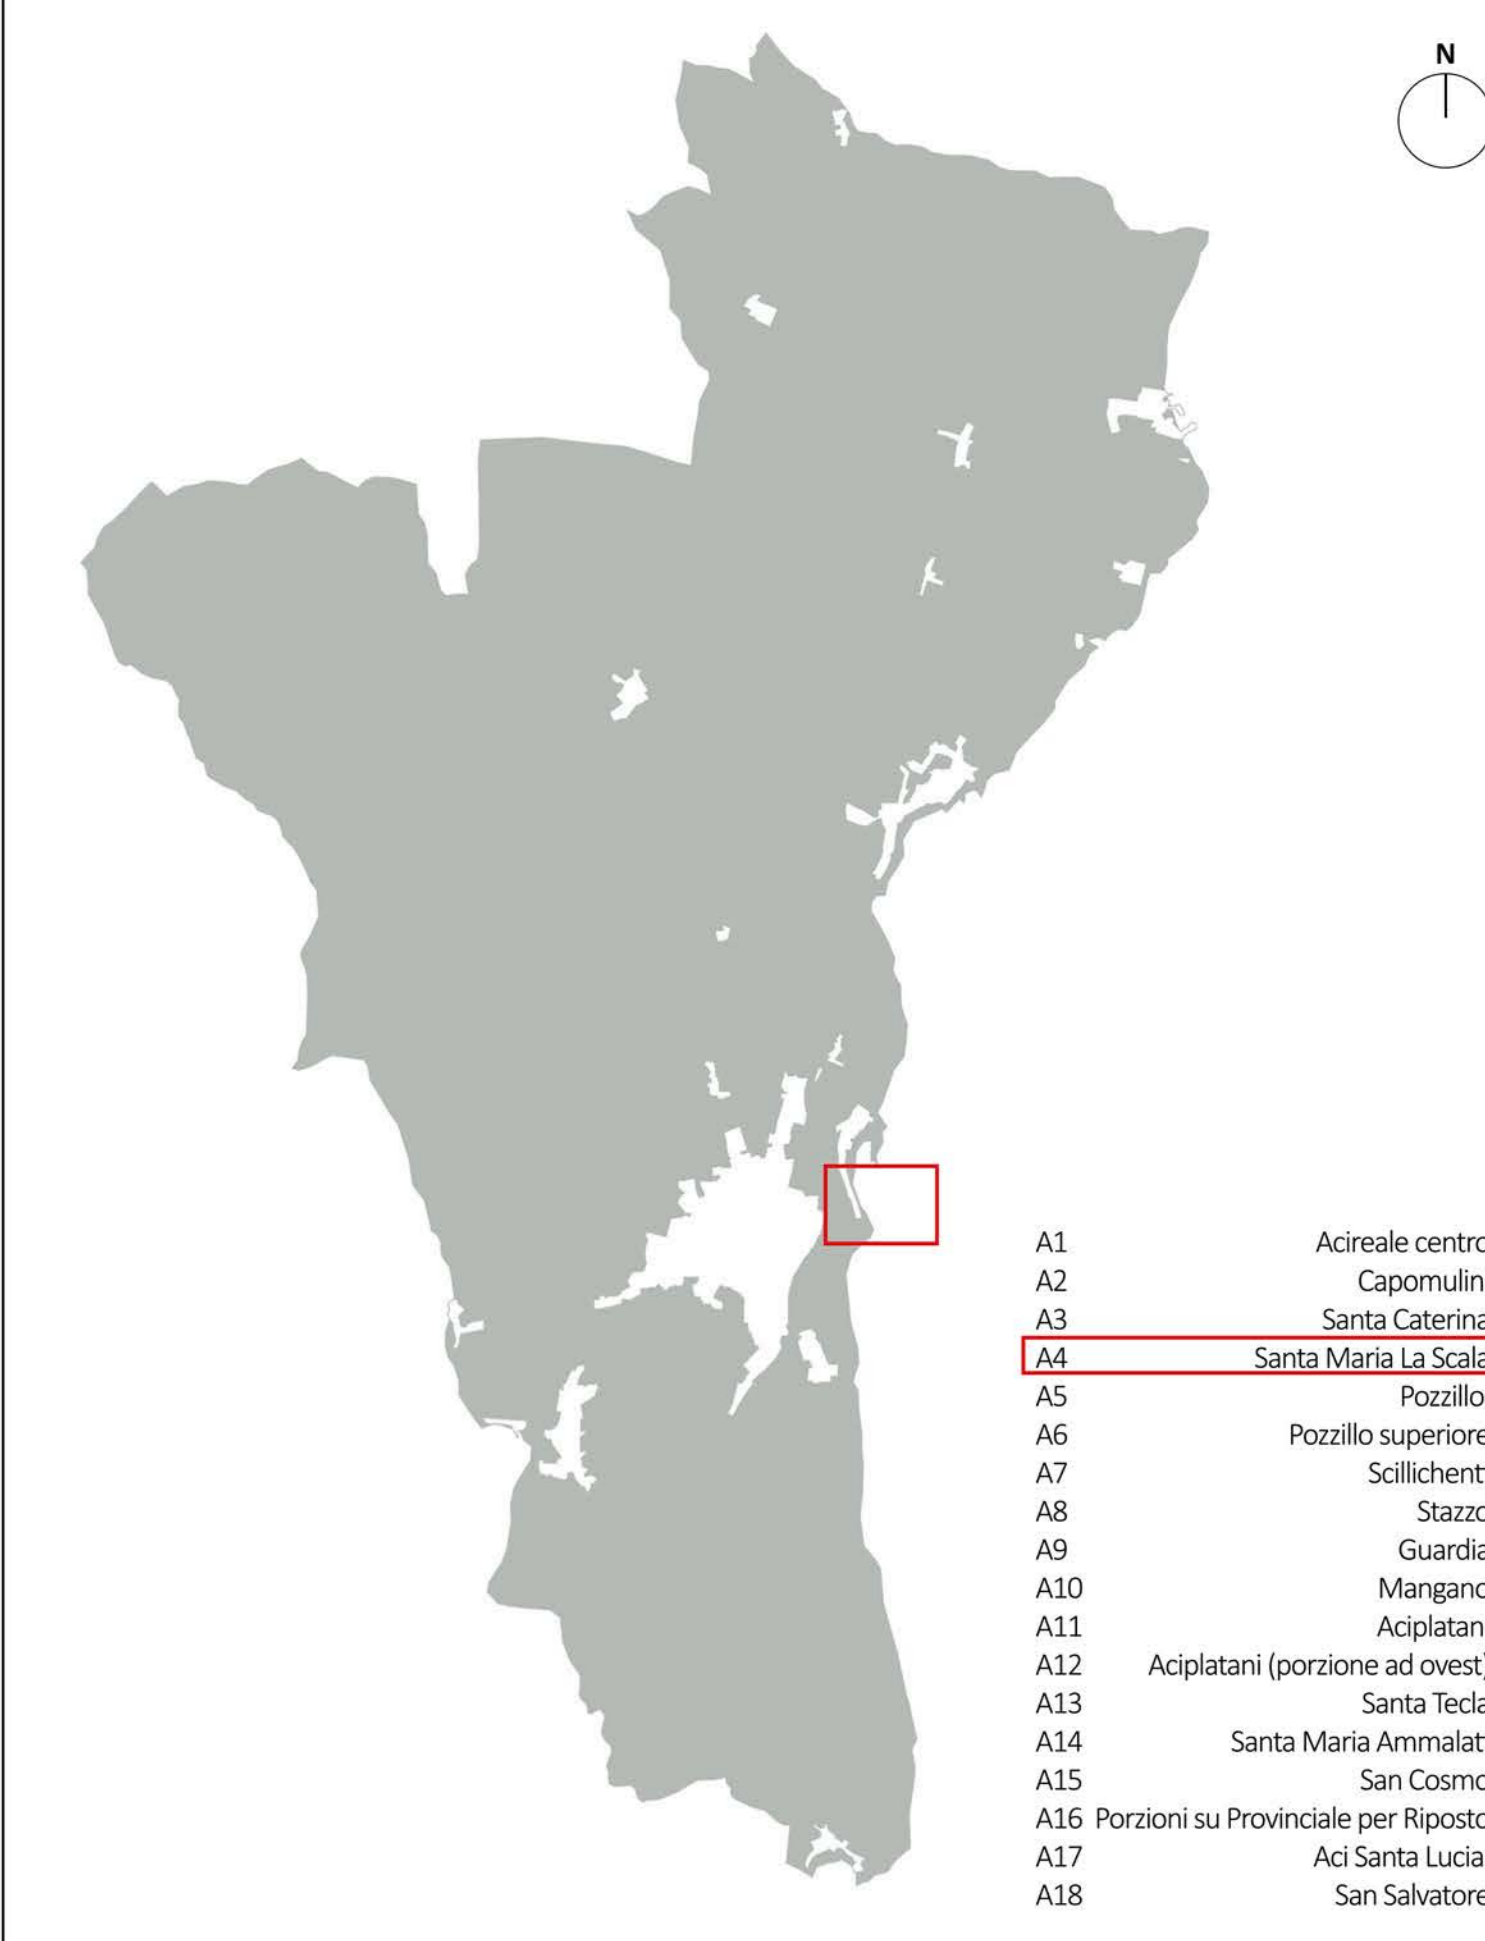 N
A1 Acireale centro
A2 Capomulin
A3 Santa Caterina
A4 Santa Maria La Scala
A5 Pozzillo
A6 Pozzillo superiore
A7 Scillichent
A8 Stazzo
A9 Guardia
A10 Mangano
A11 Aciplatan
A12 Aciplatani (porzione ad ovest)
A13 Santa Tecla
A14 Santa Maria Ammalat
A15 San Cosmo
A16 Porzioni su Provinciale per Riposto
A17 Aci Santa Lucia
A18 San Salvatore